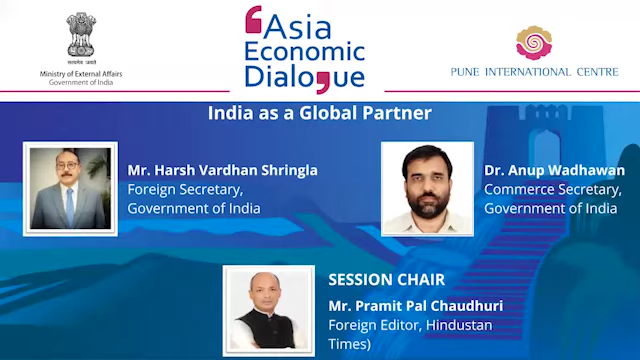 सत्यमेव जयते
Ministry of External Affairs
Government of India
Asia
Economic
Dialogue
PUNE INTERNATIONAL CENTRE
India as a Global Partner
Mr. Harsh Vardhan Shringla
Foreign Secretary,
Government of India
Dr. Anup Wadhawan
Commerce Secretary,
Government of India
SESSION CHAIR
Mr. Pramit Pal Chaudhuri
Foreign Editor, Hindustan
Times)